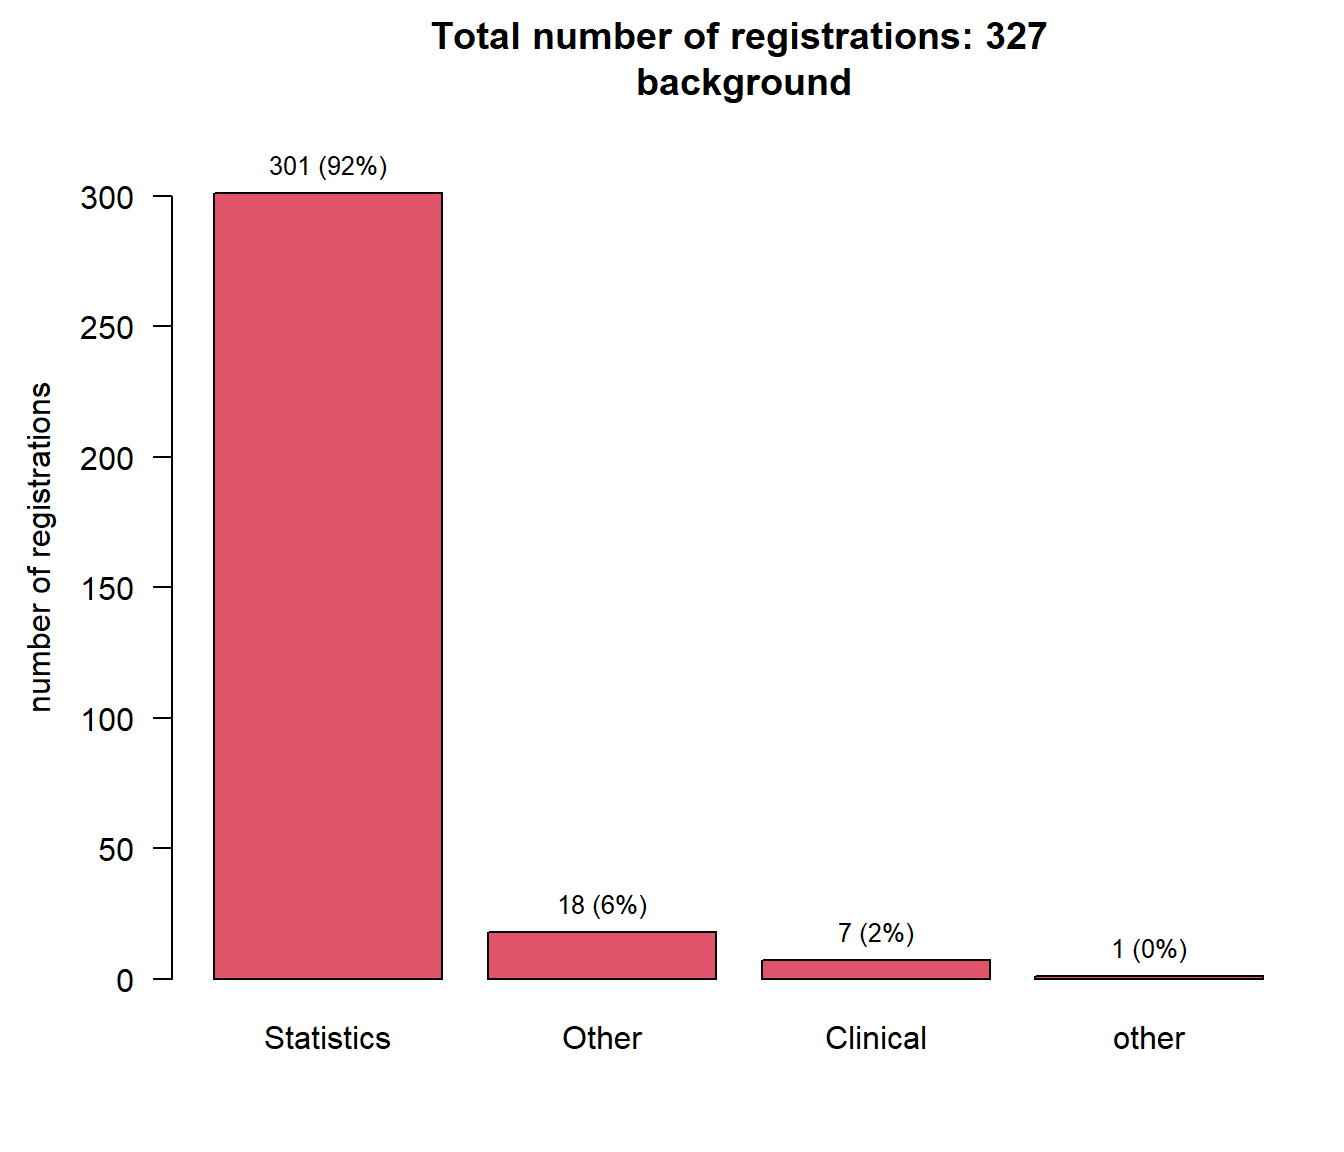 Total number of registrations: 327
background
number of registrations
300
250
200
150
100
50
0
301 (92%)
18 (6%)
7 (2%)
1 (0%)
Statistics
Other
Clinical
other